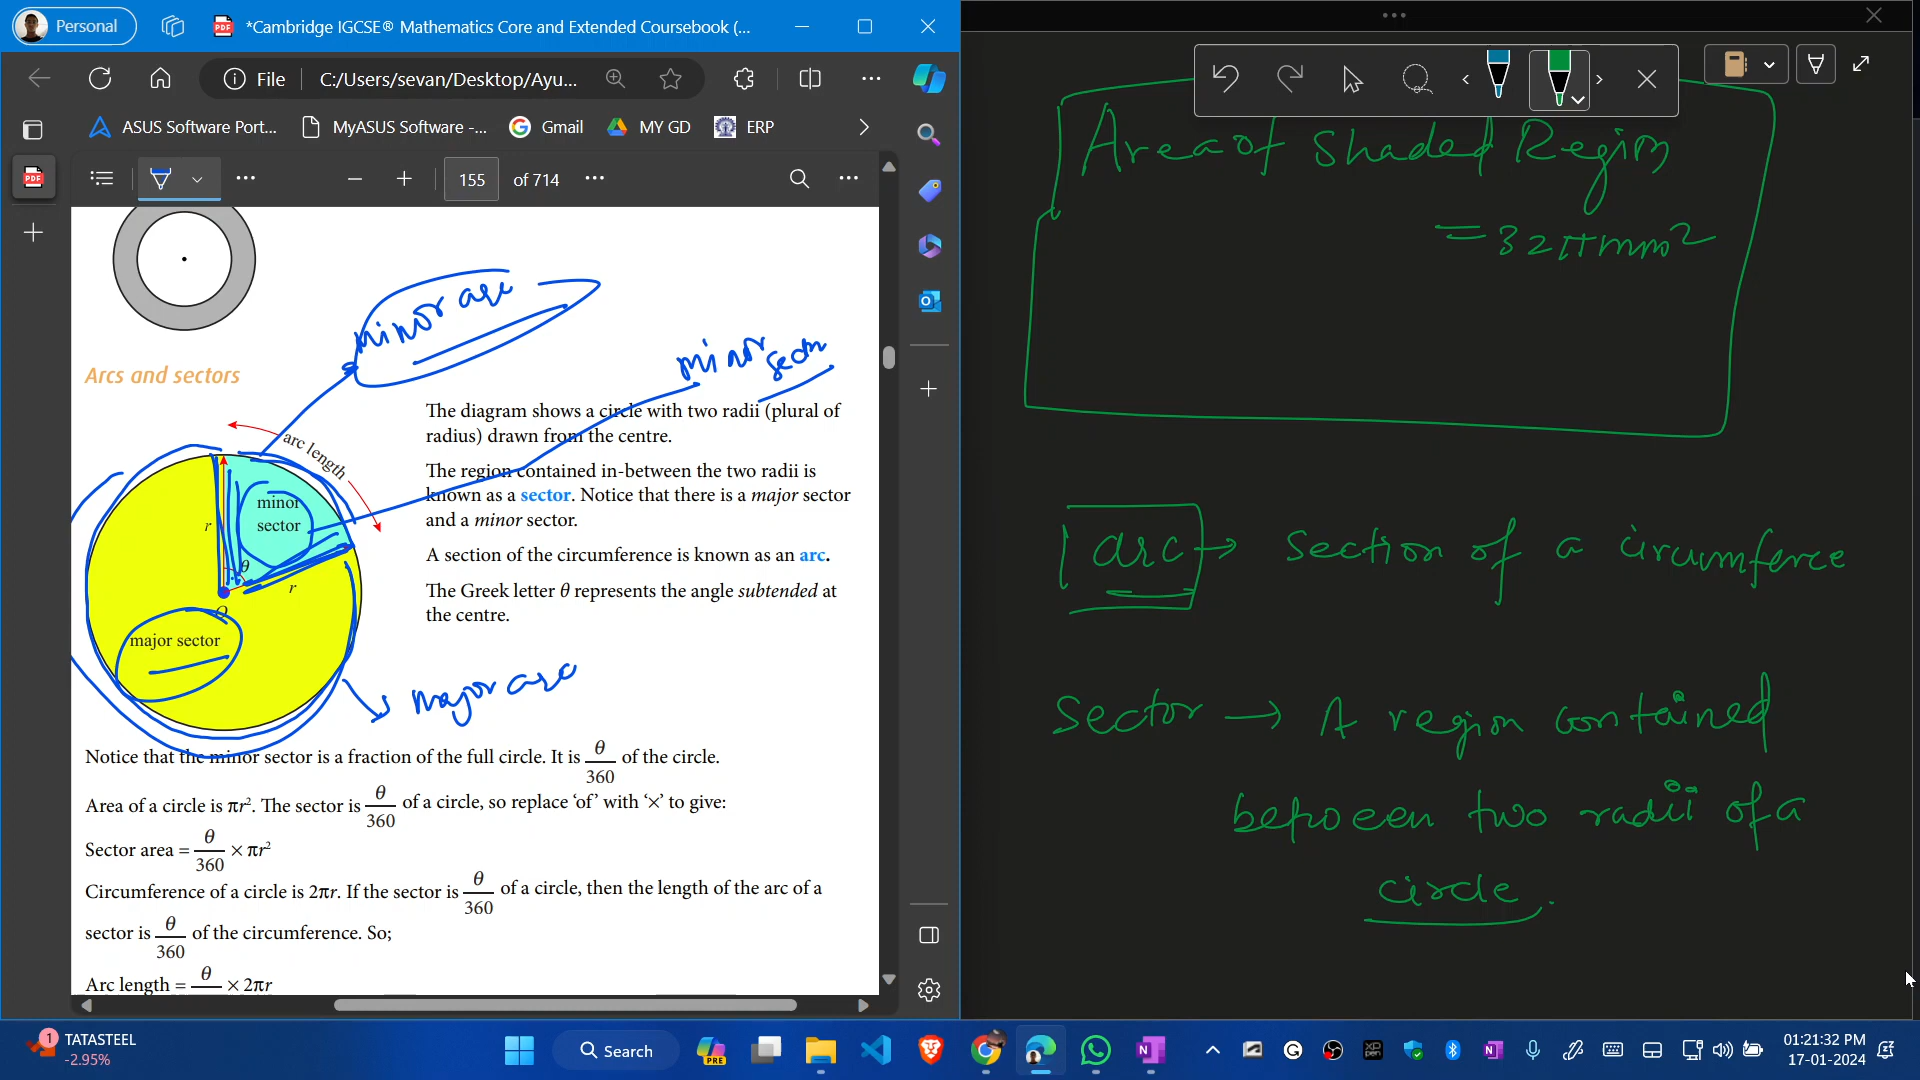 Personal
*Cambridge IGCSE® Mathematics Core and Extended Coursebook (...
File
C:/Users/sevan/Desktop/Ayu...
ASUS Software Port...
MyASUS Software -...
Gmail
MY GD
ERP
155 of 714
minor arc
minor sector
Arcs and sectors
arc length
minor
sector
r
θ
r
O
major sector
The diagram shows a circle with two radii (plural of
radius) drawn from the centre.
The region contained in-between the two radii is
known as a sector. Notice that there is a major sector
and a minor sector.
A section of the circumference is known as an arc.
The Greek letter θ represents the angle subtended at
the centre.
major arc
Notice that the minor sector is a fraction of the full circle. It is θ/360 of the circle.
Area of a circle is πr². The sector is θ/360 of a circle, so replace ‘of’ with ‘×’ to give:
Sector area = θ/360 × πr²
Circumference of a circle is 2πr. If the sector is θ/360 of a circle, then the length of the arc of a
sector is θ/360 of the circumference. So;
Arc length = θ × 2πr
Area of Shaded Region
= 32πmm²
arc → Section of a circumference
Sector → A region contained
between two radii of a
circle.
1
TATASTEEL
-2.95%
Search
PRE
01:21:32 PM
17-01-2024